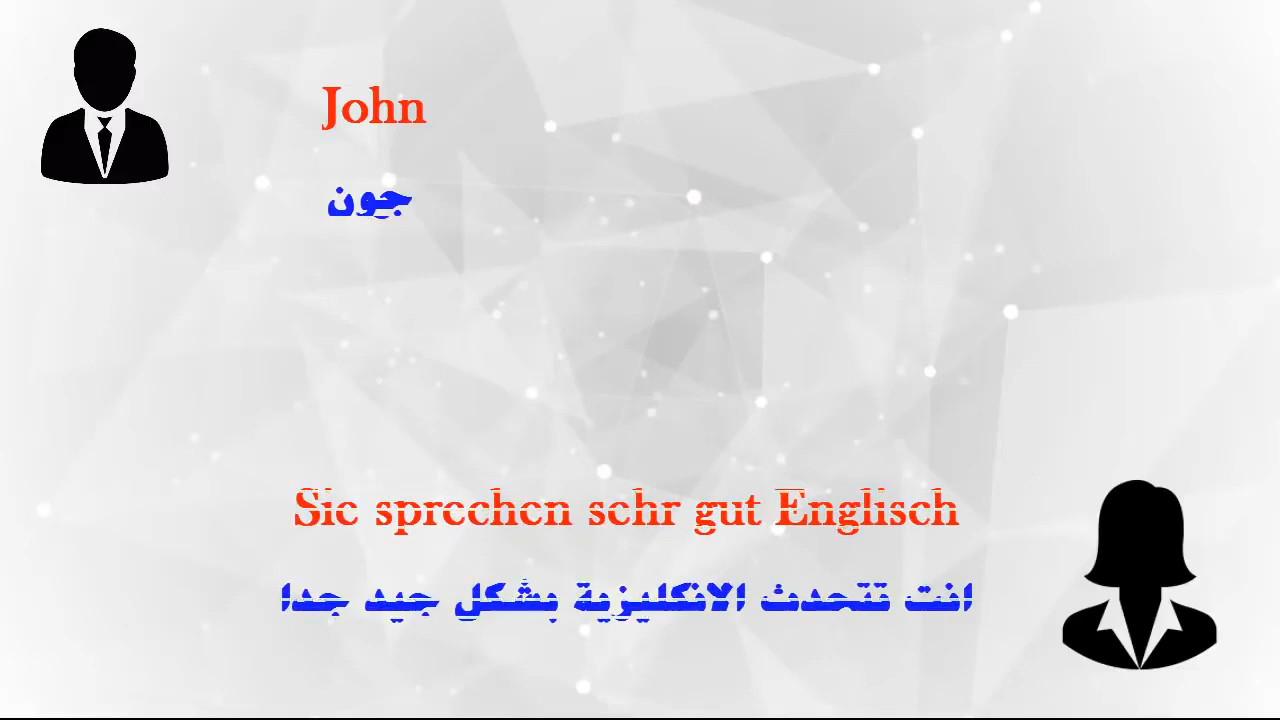 John
جون
Sie sprechen sehr gut Englisch
انت تتحدث الانكليزية بشكل جيد جدا